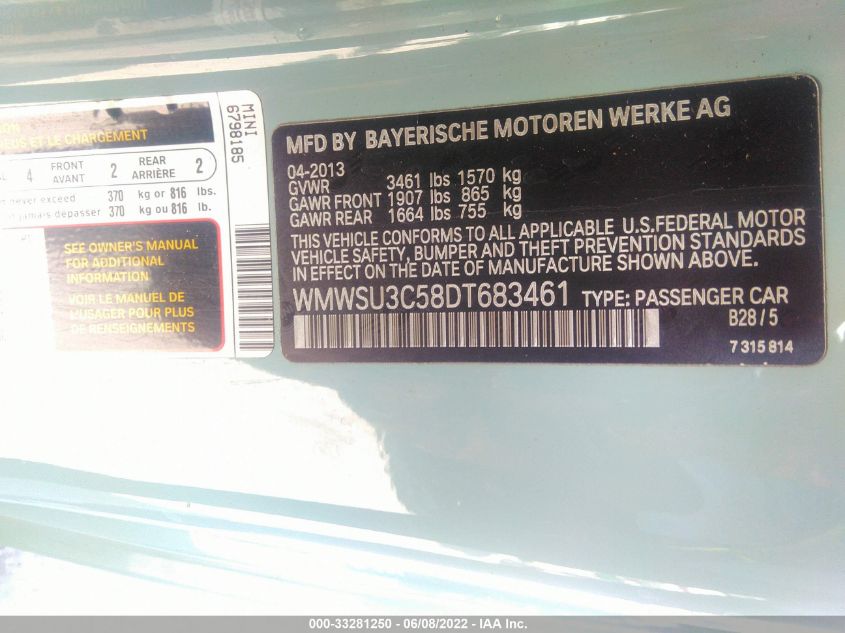 ION
DEUS ET LE CHARGEMENT
4 FRONT AVANT 2 REAR ARRIÈRE 2
never exceed 370 kg or 816 lbs.
jamais depasser 370 kg ou 816 lb.
SEE OWNER'S MANUAL
FOR ADDITIONAL
INFORMATION
VOIR LE MANUEL DE
L'USAGER POUR PLUS
DE RENSEIGNEMENTS
MINI
6798185
MFD BY BAYERISCHE MOTOREN WERKE AG
04-2013
GVWR 3461 lbs 1570 kg
GAWR FRONT 1907 lbs 865 kg
GAWR REAR 1664 lbs 755 kg
THIS VEHICLE CONFORMS TO ALL APPLICABLE U.S.FEDERAL MOTOR
VEHICLE SAFETY, BUMPER AND THEFT PREVENTION STANDARDS
IN EFFECT ON THE DATE OF MANUFACTURE SHOWN ABOVE.
WMWSU3C58DT683461 TYPE: PASSENGER CAR
B28/5
7 315 814
000-33281250 - 06/08/2022 - IAA Inc.